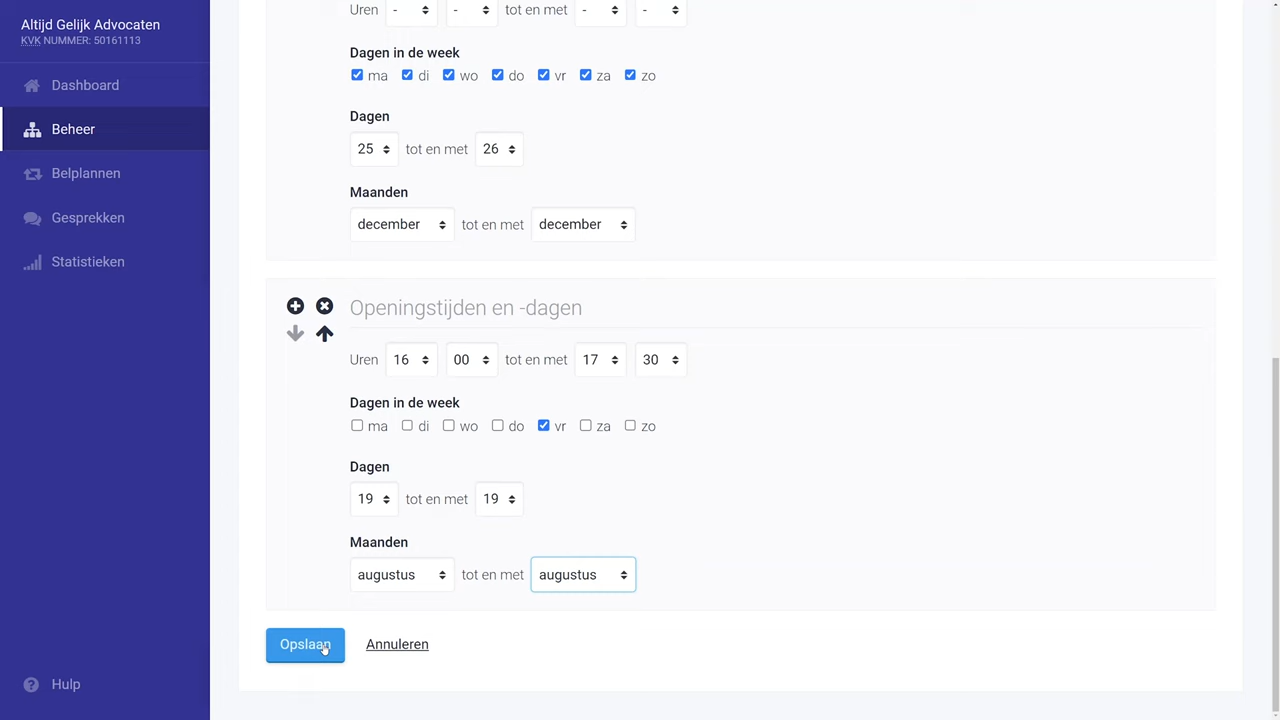 Altijd Gelijk Advocaten
KVK NUMMER: 50161113
Dashboard
Beheer
Belplannen
Gesprekken
Statistieken
Hulp
Uren - - tot en met - -
Dagen in de week
ma di wo do vr za zo
Dagen
25 tot en met 26
Maanden
december tot en met december
Openingstijden en -dagen
Uren 16 00 tot en met 17 30
Dagen in de week
ma di wo do vr za zo
Dagen
19 tot en met 19
Maanden
augustus tot en met augustus
Opslaan Annuleren